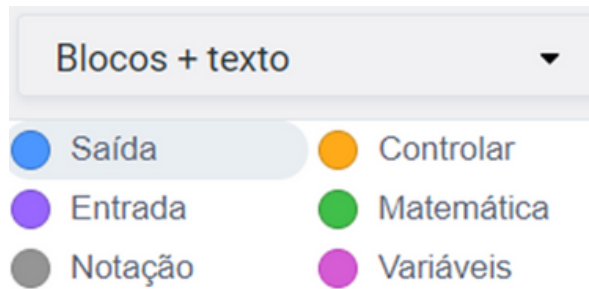 Blocos + texto
Saída
Controlar
Entrada
Matemática
Notação
Variáveis